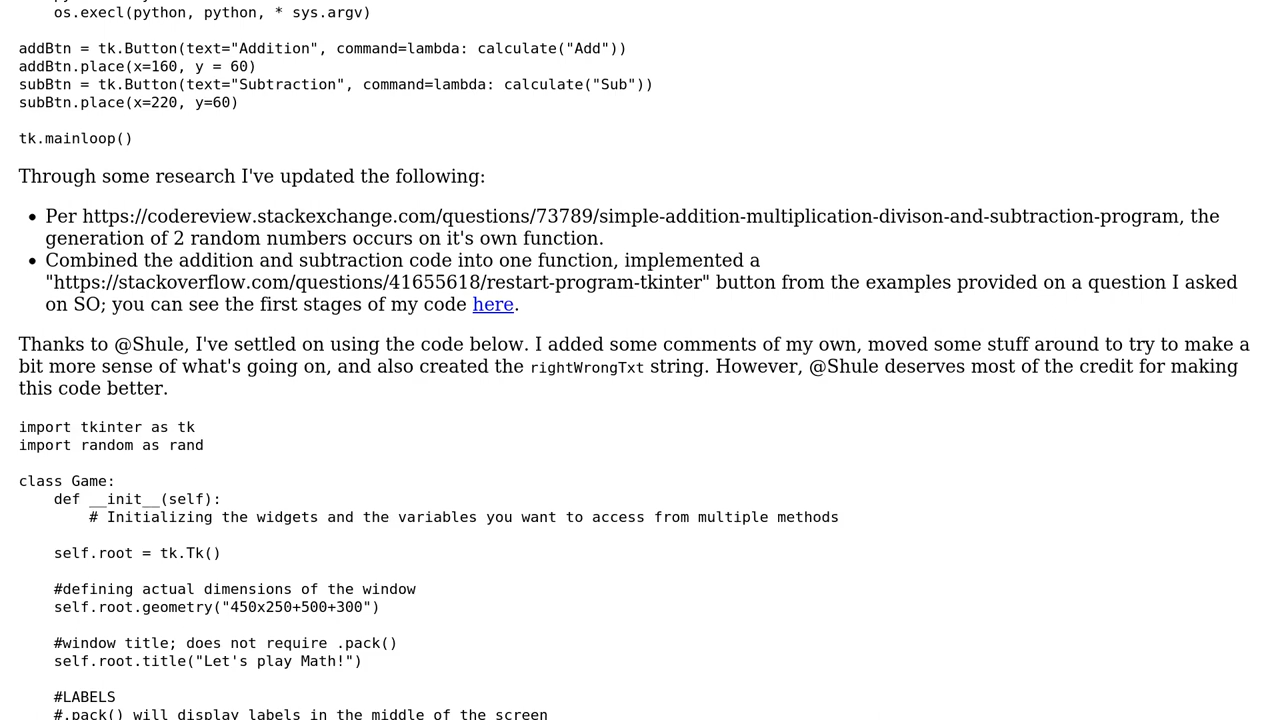 os.execl(python, python, * sys.argv)
addBtn = tk.Button(text="Addition", command=lambda: calculate("Add"))
addBtn.place(x=160, y = 60)
subBtn = tk.Button(text="Subtraction", command=lambda: calculate("Sub"))
subBtn.place(x=220, y=60)
tk.mainloop()
Through some research I've updated the following:
• Per https://codereview.stackexchange.com/questions/73789/simple-addition-multiplication-divison-and-subtraction-program, the
generation of 2 random numbers occurs on it's own function.
• Combined the addition and subtraction code into one function, implemented a
"https://stackoverflow.com/questions/41655618/restart-program-tkinter" button from the examples provided on a question I asked
on SO; you can see the first stages of my code here.
Thanks to @Shule, I've settled on using the code below. I added some comments of my own, moved some stuff around to try to make a
bit more sense of what's going on, and also created the rightWrongTxt string. However, @Shule deserves most of the credit for making
this code better.
import tkinter as tk
import random as rand
class Game:
def __init__(self):
# Initializing the widgets and the variables you want to access from multiple methods
self.root = tk.Tk()
#defining actual dimensions of the window
self.root.geometry("450x250+500+300")
#window title; does not require .pack()
self.root.title("Let's play Math!")
#LABELS
#.pack() will display labels in the middle of the screen